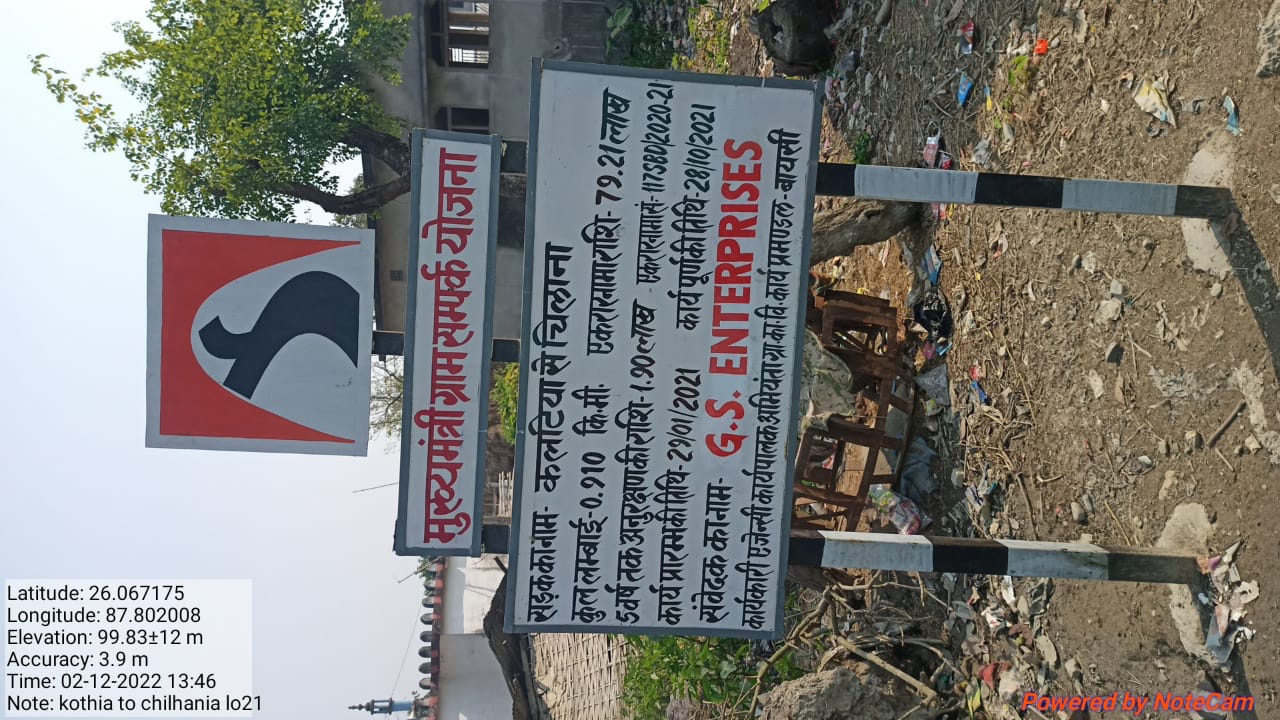 मुख्यमंत्री ग्राम सम्पर्क योजना
सड़क का नाम- कलटिया से चिलाना
कुल लम्बाई-0.910 कि.मी. एकरारनामा राशि- 79.21 लाख
5 वर्ष तक अनुरक्षण की राशि-1.90 लाख एकरारनामा सं:-117SBD/2020-21
कार्य प्रारम्भ की तिथि-29/01/2021 कार्य पूर्ण की तिथि-28/10/2021
संवेदक का नाम- G.S. ENTERPRISES
कार्यकारी एजेन्सी कार्यपालक अभियंता ग्रा.का.वि.कार्य प्रमण्डल-बायसी
Latitude: 26.067175
Longitude: 87.802008
Elevation: 99.83±12 m
Accuracy: 3.9 m
Time: 02-12-2022 13:46
Note: kothia to chilhania lo21
Powered by NoteCam